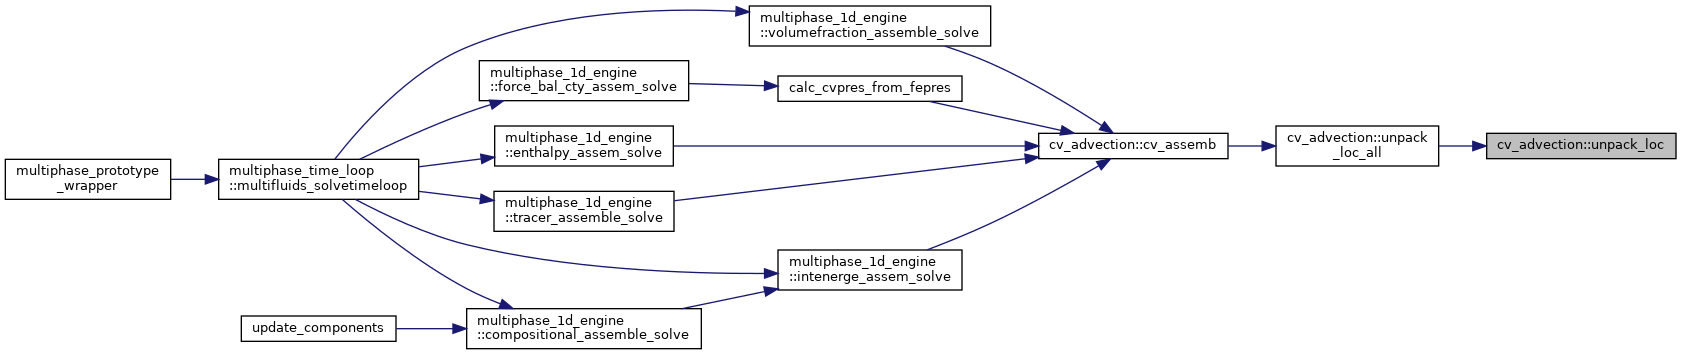 multiphase_1d_engine
::volumefraction_assemble_solve
multiphase_1d_engine
::force_bal_cty_assem_solve
calc_cvpres_from_fepres
multiphase_1d_engine
::enthalpy_assem_solve
cv_advection::cv_assemb
cv_advection::unpack
_loc_all
cv_advection::unpack_loc
multiphase_prototype
_wrapper
multiphase_time_loop
::multifluids_solvetimeloop
multiphase_1d_engine
::tracer_assemble_solve
multiphase_1d_engine
::intenerge_assem_solve
update_components
multiphase_1d_engine
::compositional_assemble_solve